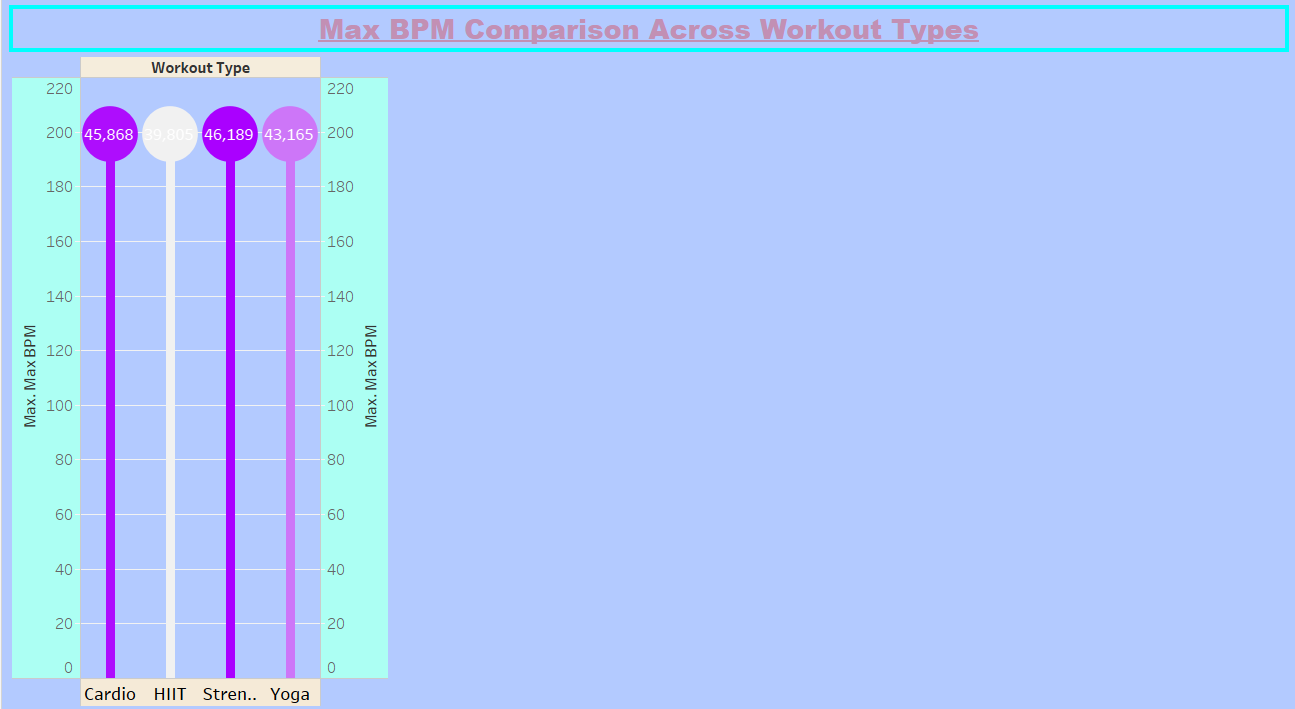 Max BPM Comparison Across Workout Types
Workout Type
220 220
45,868 39,805 46,189 43,165
200 200
180 180
160 160
140 140
120 120
100 100
80 80
60 60
40 40
20 20
0 0
Max. Max BPM
Max. Max BPM
Cardio HIIT Stren.. Yoga